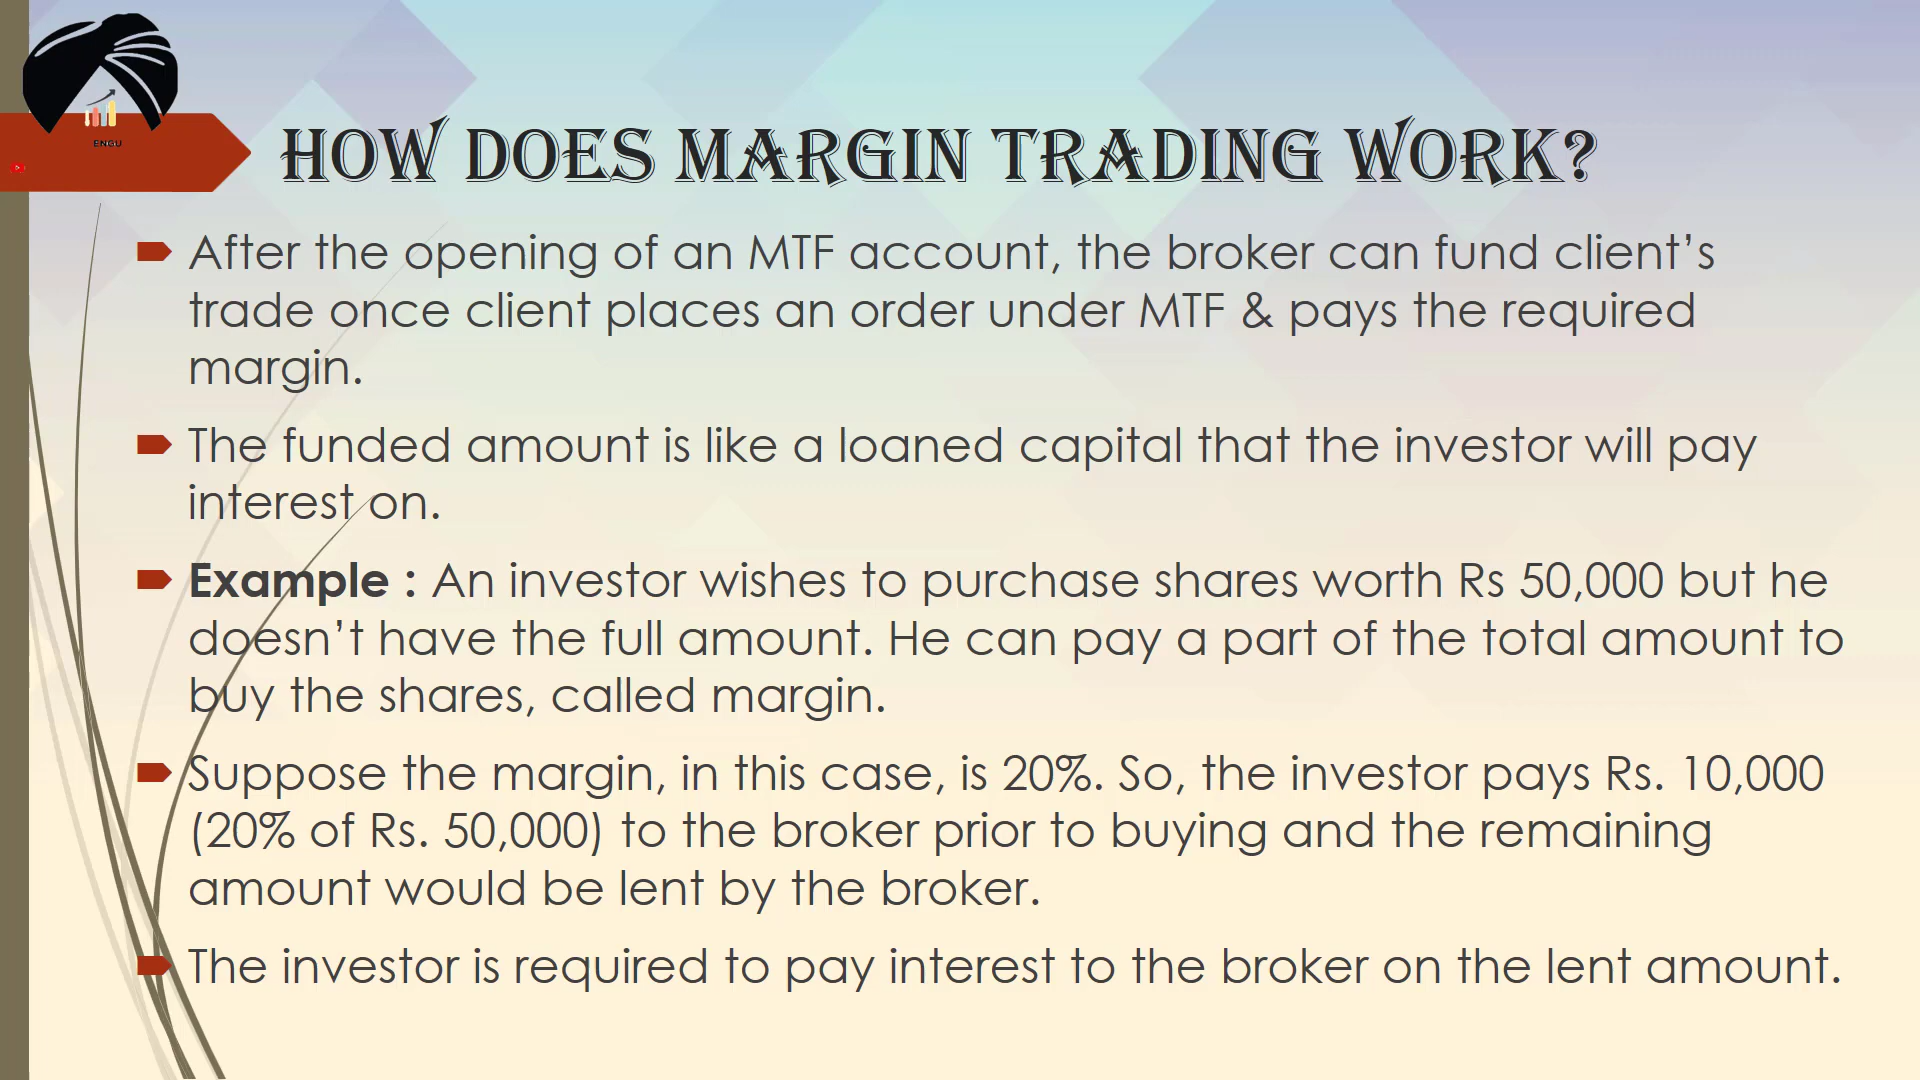 ENGU
HOW DOES MARGIN TRADING WORK?
After the opening of an MTF account, the broker can fund client’s
trade once client places an order under MTF & pays the required
margin.
The funded amount is like a loaned capital that the investor will pay
interest on.
Example : An investor wishes to purchase shares worth Rs 50,000 but he
doesn’t have the full amount. He can pay a part of the total amount to
buy the shares, called margin.
Suppose the margin, in this case, is 20%. So, the investor pays Rs. 10,000
(20% of Rs. 50,000) to the broker prior to buying and the remaining
amount would be lent by the broker.
The investor is required to pay interest to the broker on the lent amount.